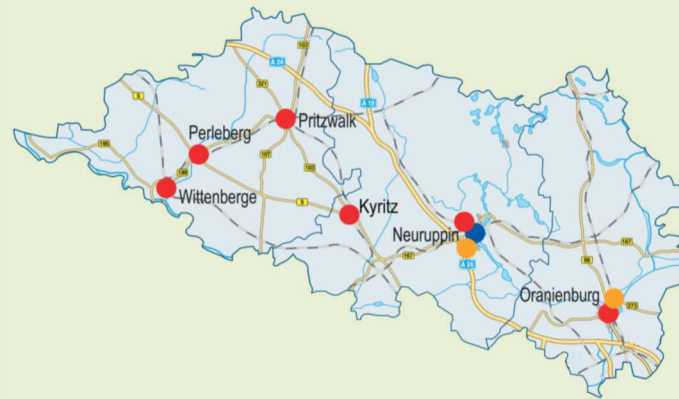 103
A 24
321
5
A 19
Pritzwalk
Perleberg
195
107
103
189
Wittenberge
Kyritz
5
Neuruppin
167
167
A 24
96
Oranienburg
273